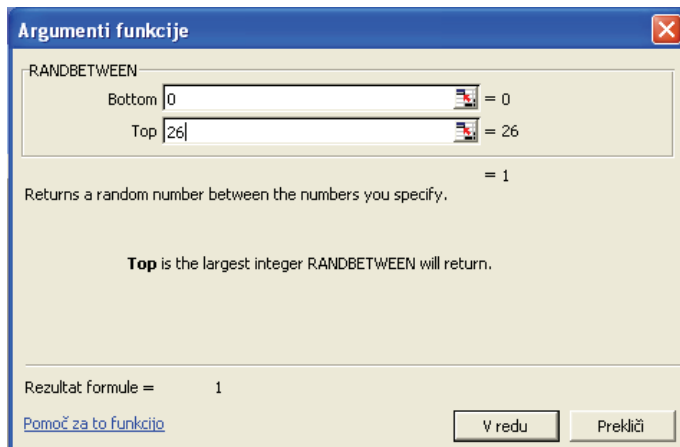 Argumenti funkcije
RANDBETWEEN
Bottom 0 = 0
Top 26 = 26
= 1
Returns a random number between the numbers you specify.
Top is the largest integer RANDBETWEEN will return.
Rezultat formule = 1
Pomoč za to funkcijo
V redu
Prekliči